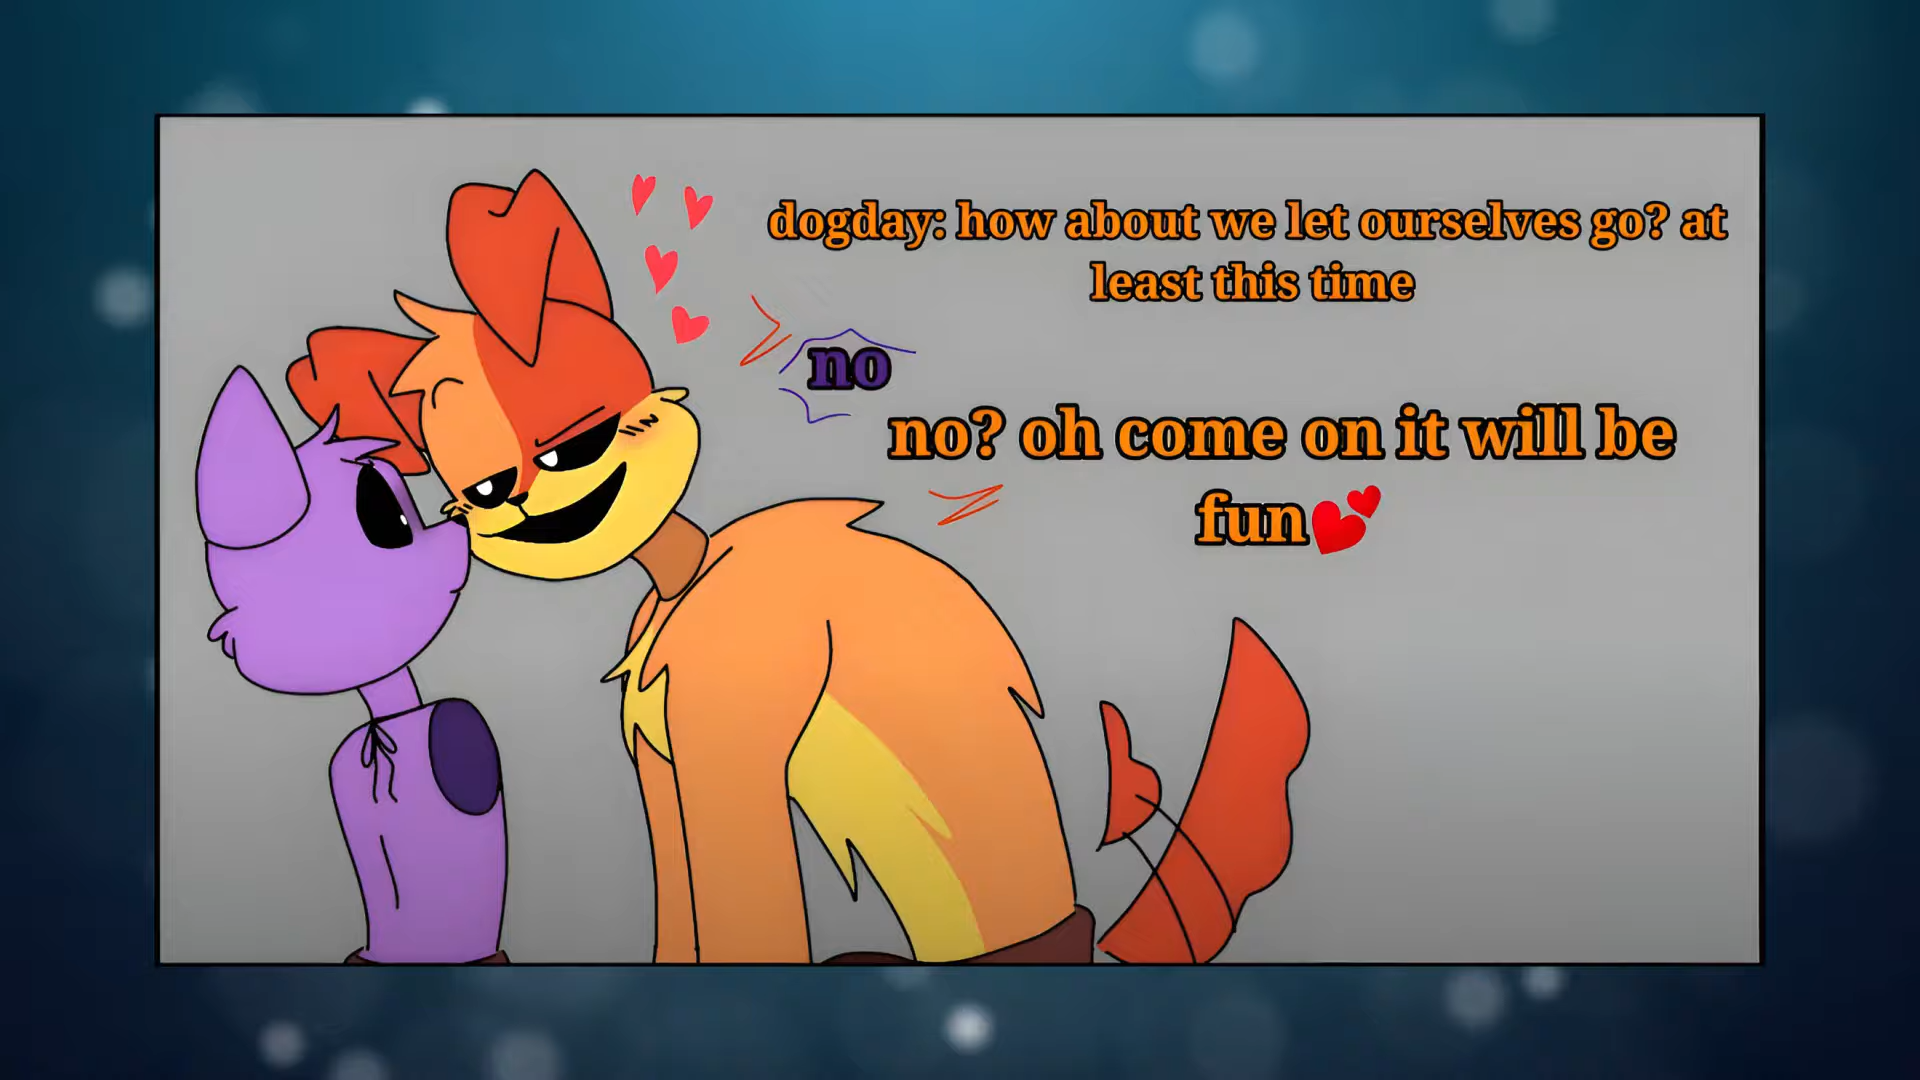 dogday: how about we let ourselves go? at
least this time
no
no? oh come on it will be
fun💕